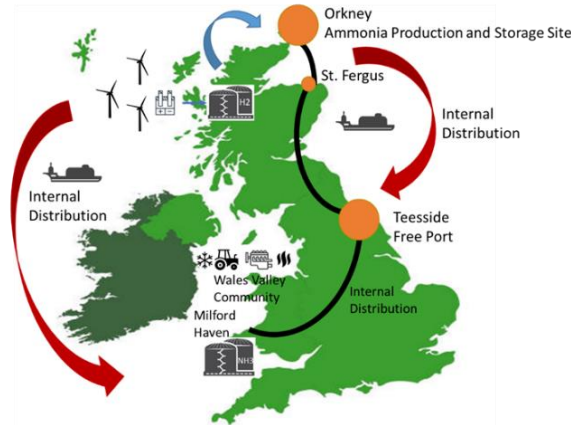 Orkney
Ammonia Production and Storage Site
St. Fergus
H2
Internal
Distribution
Internal
Distribution
Teesside
Free Port
Wales Valley
Community
Internal
Distribution
Milford
Haven
NH3